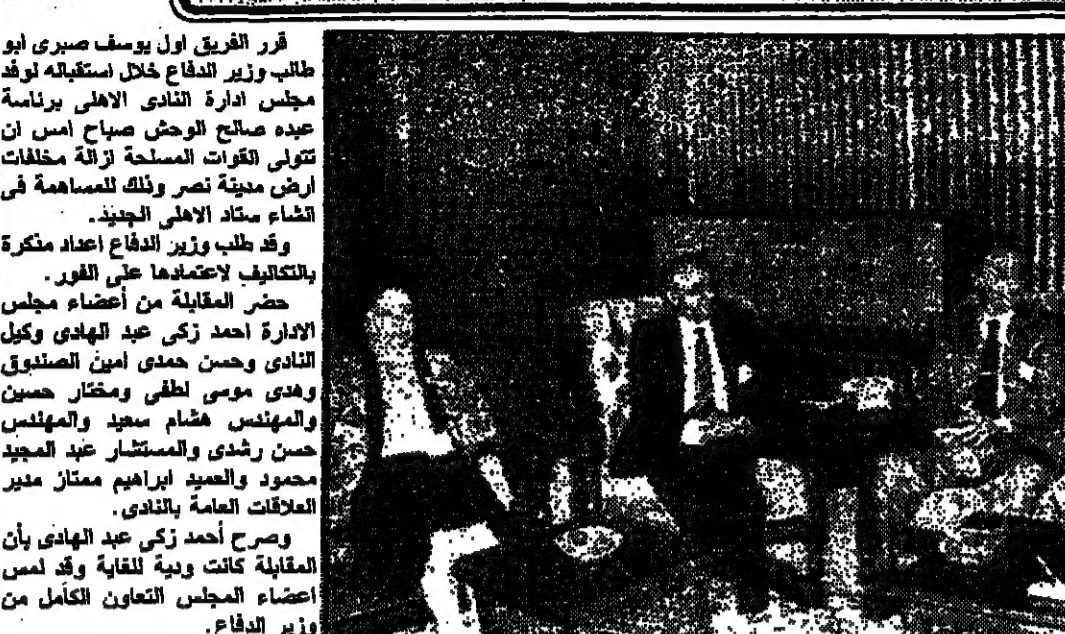 قرر الفريق اول يوسف صبرى ابو
طالب وزير الدفاع خلال استقباله لوفد
مجلس ادارة النادى الاهلى برئاسة
عبده صالح الوحش صباح امس ان
تتولى القوات المسلحة ازالة مخلفات
ارض مدينة نصر وذلك للمساهمة فى
انشاء ستاد الاهلى الجديد.
وقد طلب وزير الدفاع اعداد مذكرة
بالتكاليف لاعتمادها على الفور.
حضر المقابلة من أعضاء مجلس
الادارة احمد زكى عبد الهادى وكيل
النادى وحسن حمدى امين الصندوق
وهدى موسى لطفى ومختار حسين
والمهندس هشام سعيد والمهندس
حسن رشدى والمستشار عبد المجيد
محمود والعميد ابراهيم ممتاز مدير
العلاقات العامة بالنادى.
وصرح أحمد زكى عبد الهادى بأن
المقابلة كانت ودية للغاية وقد لمس
اعضاء المجلس التعاون الكامل من
وزير الدفاع.